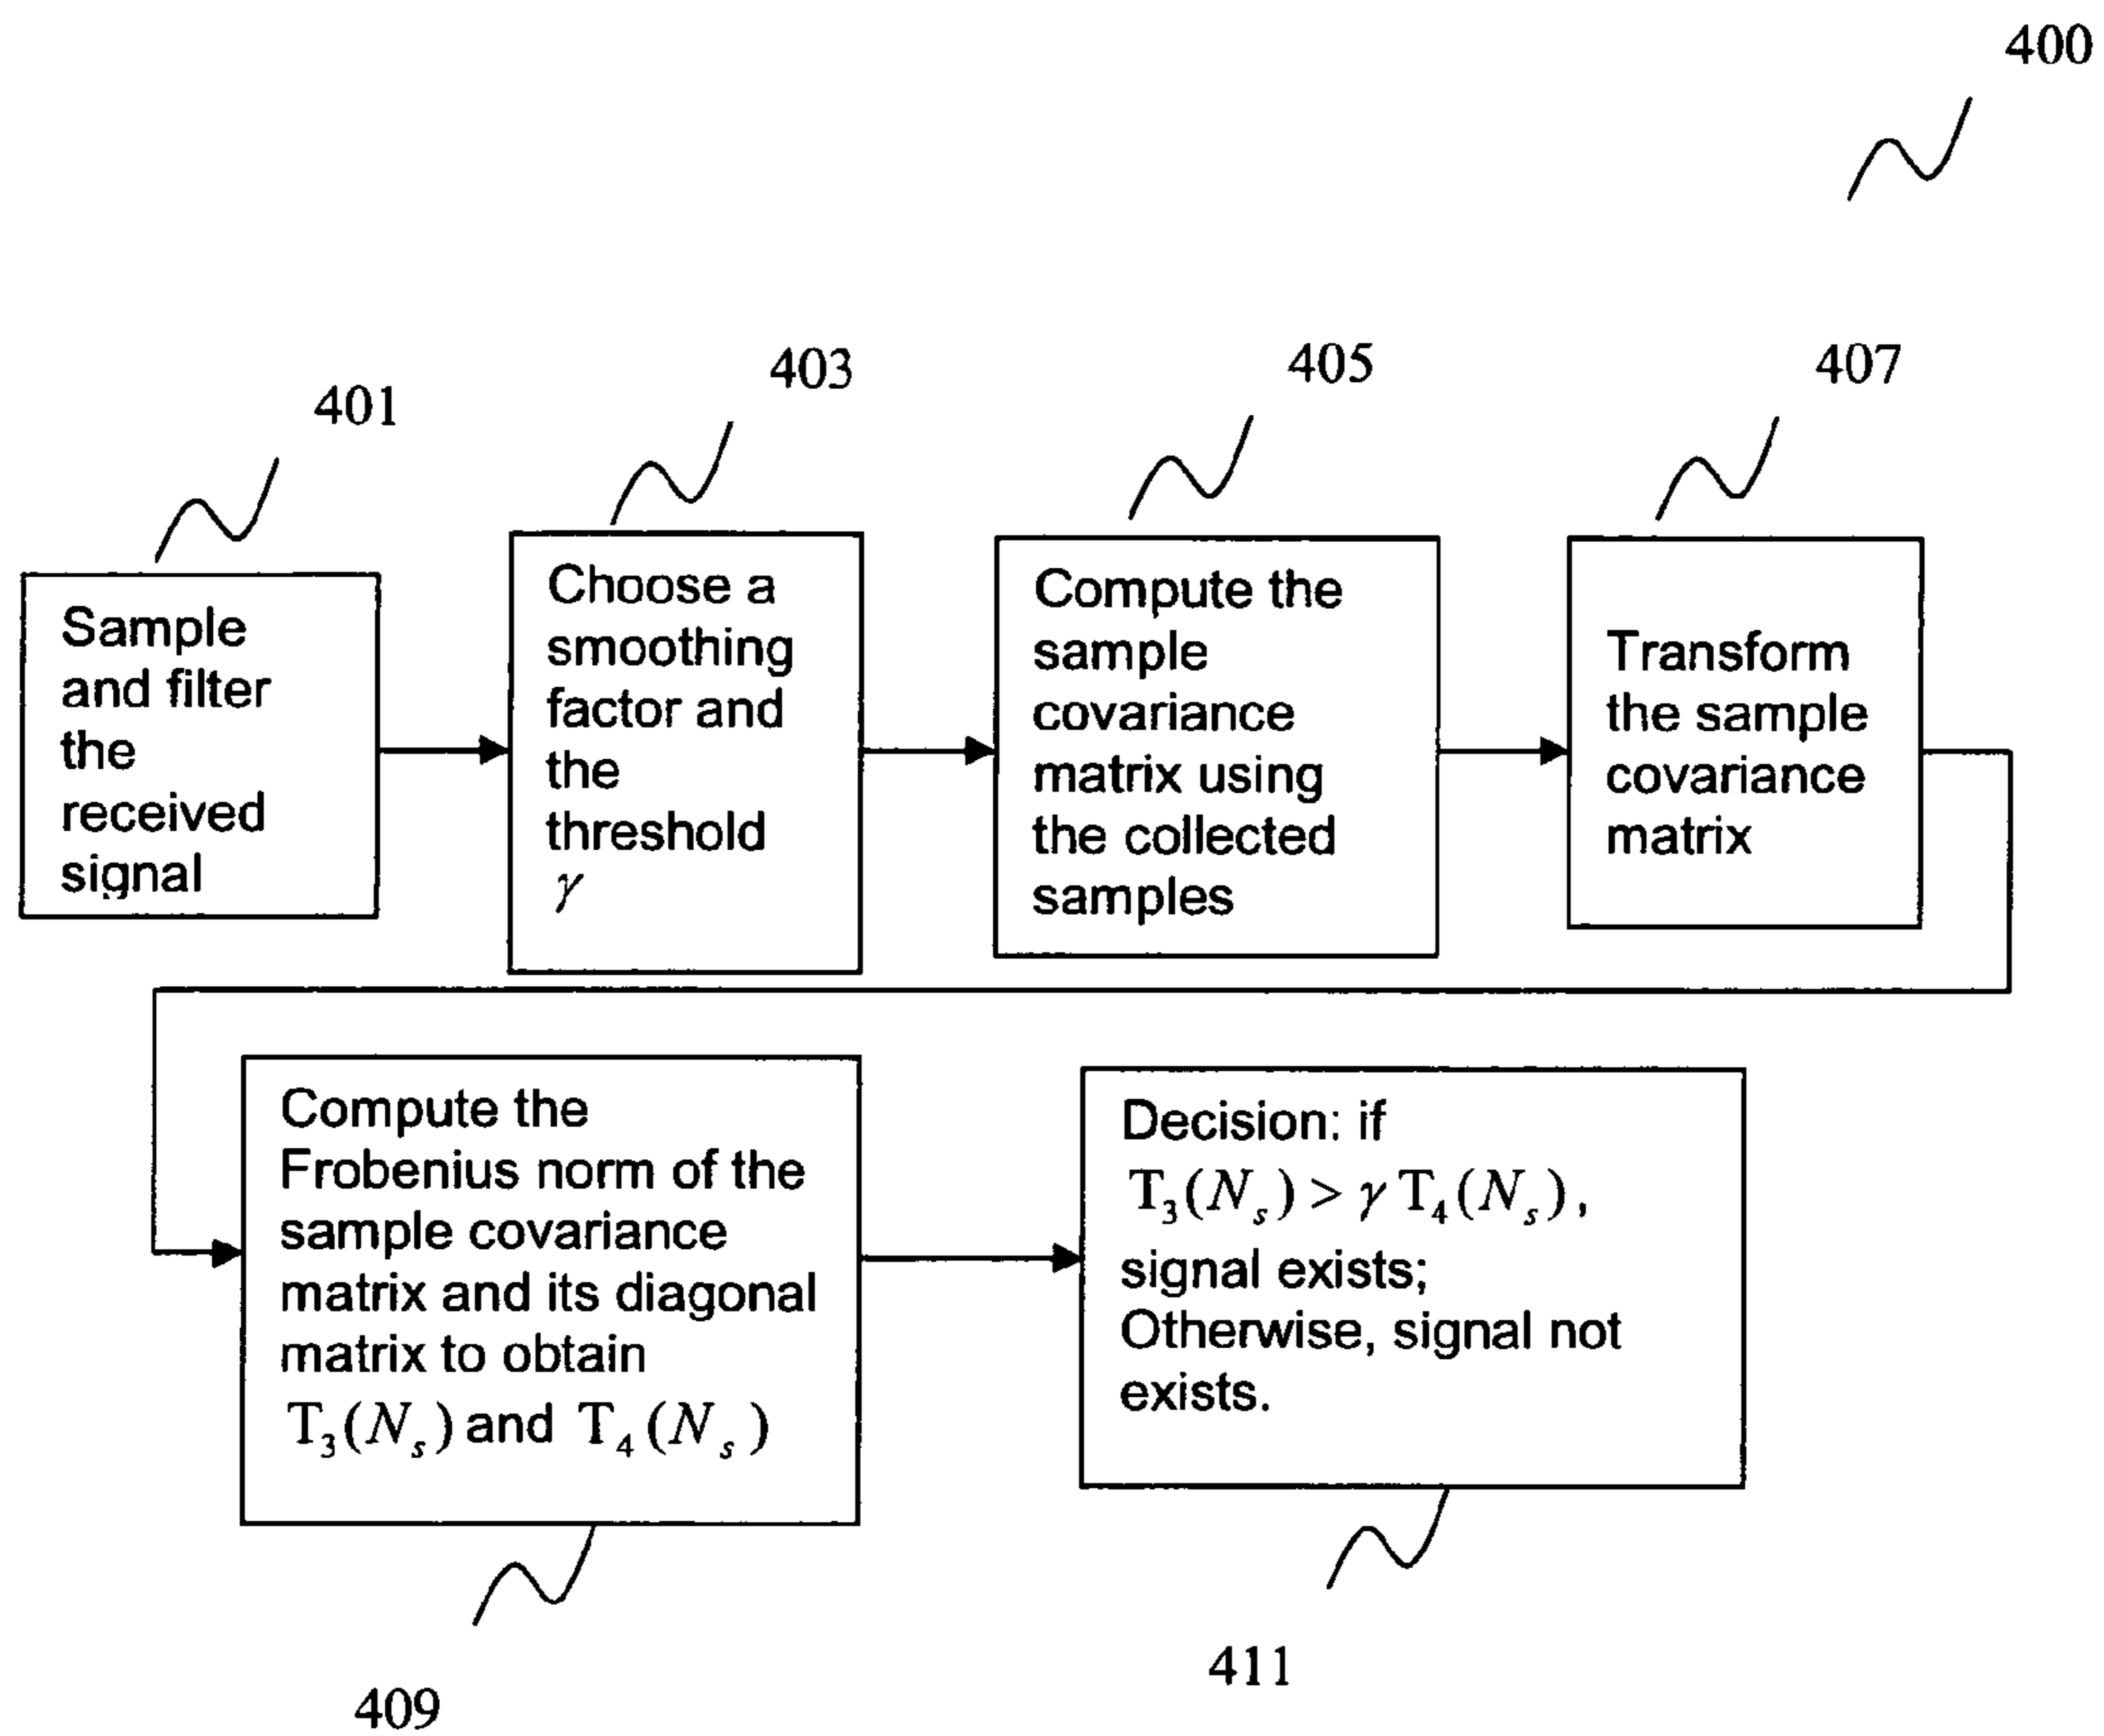 400
401
Sample
and filter
the
received
signal
403
Choose a
smoothing
factor and
the
threshold
γ
405
Compute the
sample
covariance
matrix using
the collected
samples
407
Transform
the sample
covariance
matrix
Compute the
Frobenius norm of the
sample covariance
matrix and its diagonal
matrix to obtain
T₃(Nₛ) and T₄(Nₛ)
409
Decision: if
T₃(Nₛ) > γ T₄(Nₛ),
signal exists;
Otherwise, signal not
exists.
411